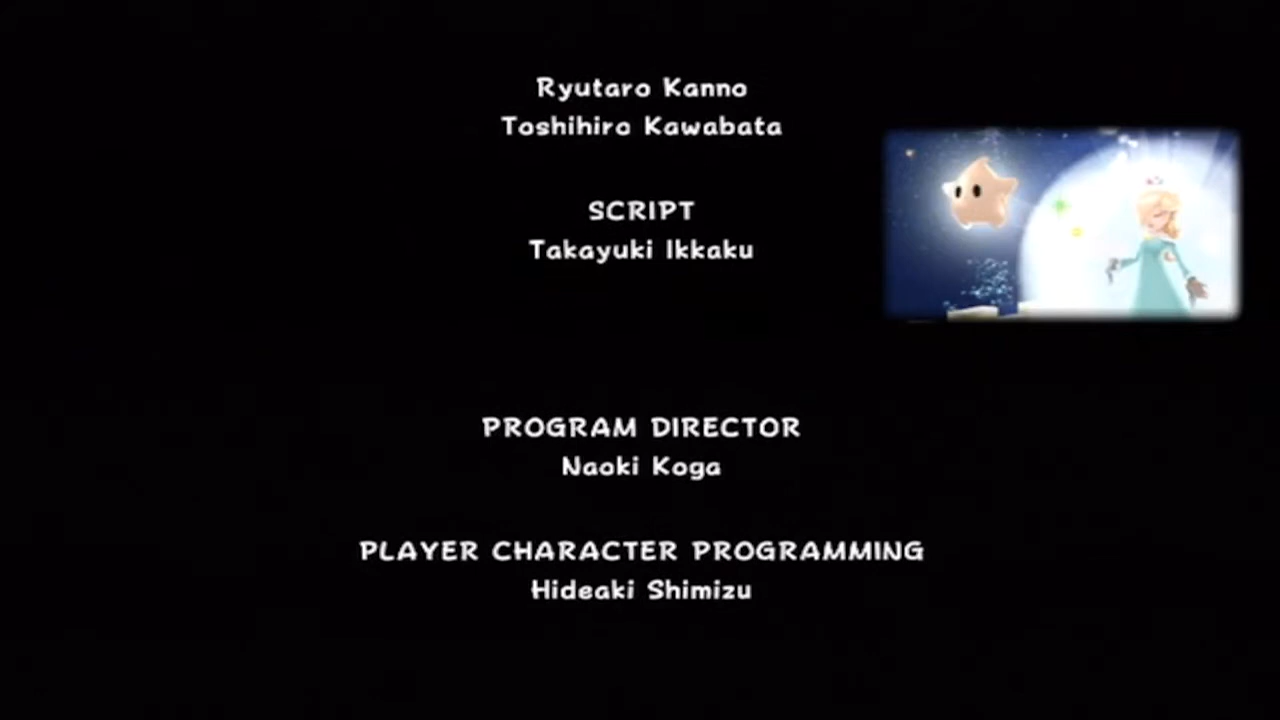 Ryutaro Kanno
Toshihiro Kawabata
SCRIPT
Takayuki Ikkaku
PROGRAM DIRECTOR
Naoki Koga
PLAYER CHARACTER PROGRAMMING
Hideaki Shimizu